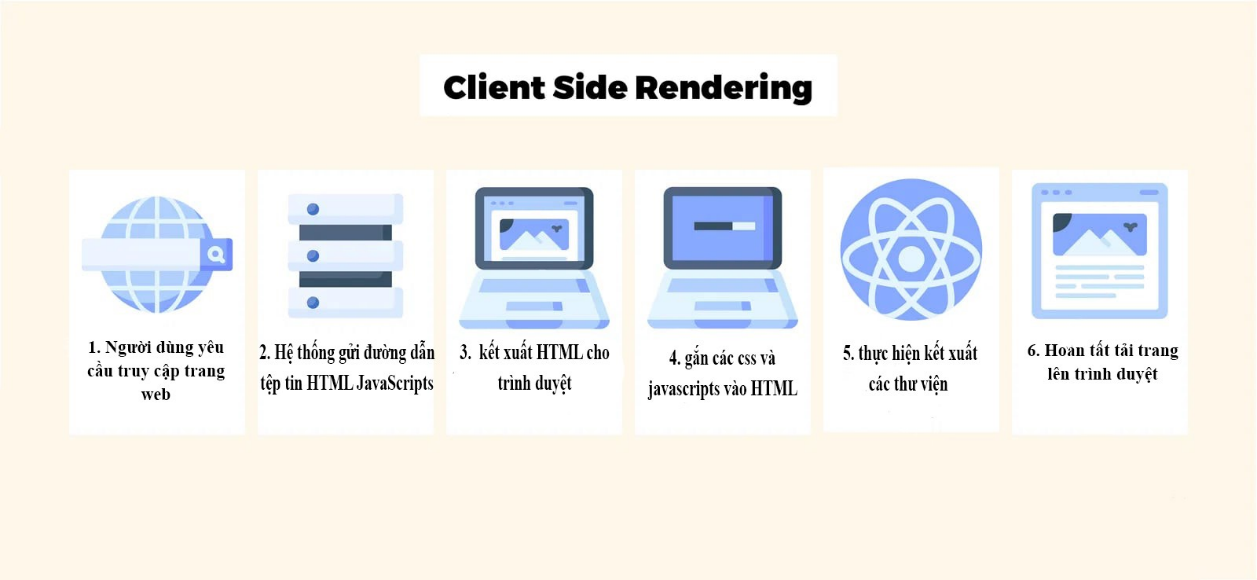 Client Side Rendering
1. Người dùng yêu
cầu truy cập trang
web
2. Hệ thống gửi đường dẫn
tệp tin HTML JavaScripts
3. kết xuất HTML cho
trình duyệt
4. gắn các css và
javascripts vào HTML
5. thực hiện kết xuất
các thư viện
6. Hoan tất tải trang
lên trình duyệt